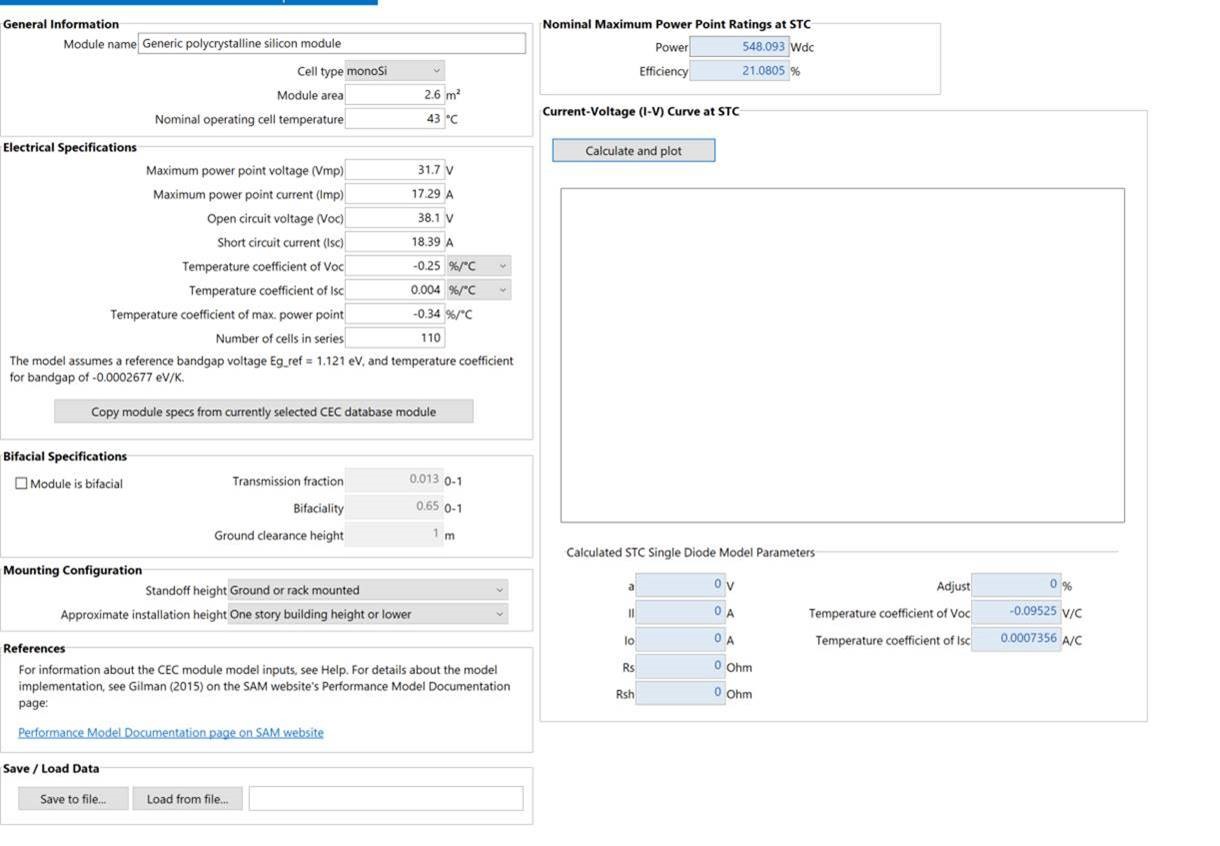 General Information
Module name Generic polycrystalline silicon module
Cell type monoSi
Module area 2.6 m²
Nominal operating cell temperature 43 °C
Electrical Specifications
Maximum power point voltage (Vmp) 31.7 V
Maximum power point current (Imp) 17.29 A
Open circuit voltage (Voc) 38.1 V
Short circuit current (Isc) 18.39 A
Temperature coefficient of Voc -0.25 %/°C
Temperature coefficient of Isc 0.004 %/°C
Temperature coefficient of max. power point -0.34 %/°C
Number of cells in series 110
The model assumes a reference bandgap voltage Eg_ref = 1.121 eV, and temperature coefficient
for bandgap of -0.0002677 eV/K.
Copy module specs from currently selected CEC database module
Bifacial Specifications
Module is bifacial
Transmission fraction 0.013 0-1
Bifaciality 0.65 0-1
Ground clearance height 1 m
Mounting Configuration
Standoff height Ground or rack mounted
Approximate installation height One story building height or lower
References
For information about the CEC module model inputs, see Help. For details about the model
implementation, see Gilman (2015) on the SAM website's Performance Model Documentation
page:
Performance Model Documentation page on SAM website
Save / Load Data
Save to file... Load from file...
Nominal Maximum Power Point Ratings at STC
Power 548.093 Wdc
Efficiency 21.0805 %
Current-Voltage (I-V) Curve at STC
Calculate and plot
Calculated STC Single Diode Model Parameters
a 0 V
Il 0 A
Io 0 A
Rs 0 Ohm
Rsh 0 Ohm
Adjust 0 %
Temperature coefficient of Voc -0.09525 V/C
Temperature coefficient of Isc 0.0007356 A/C